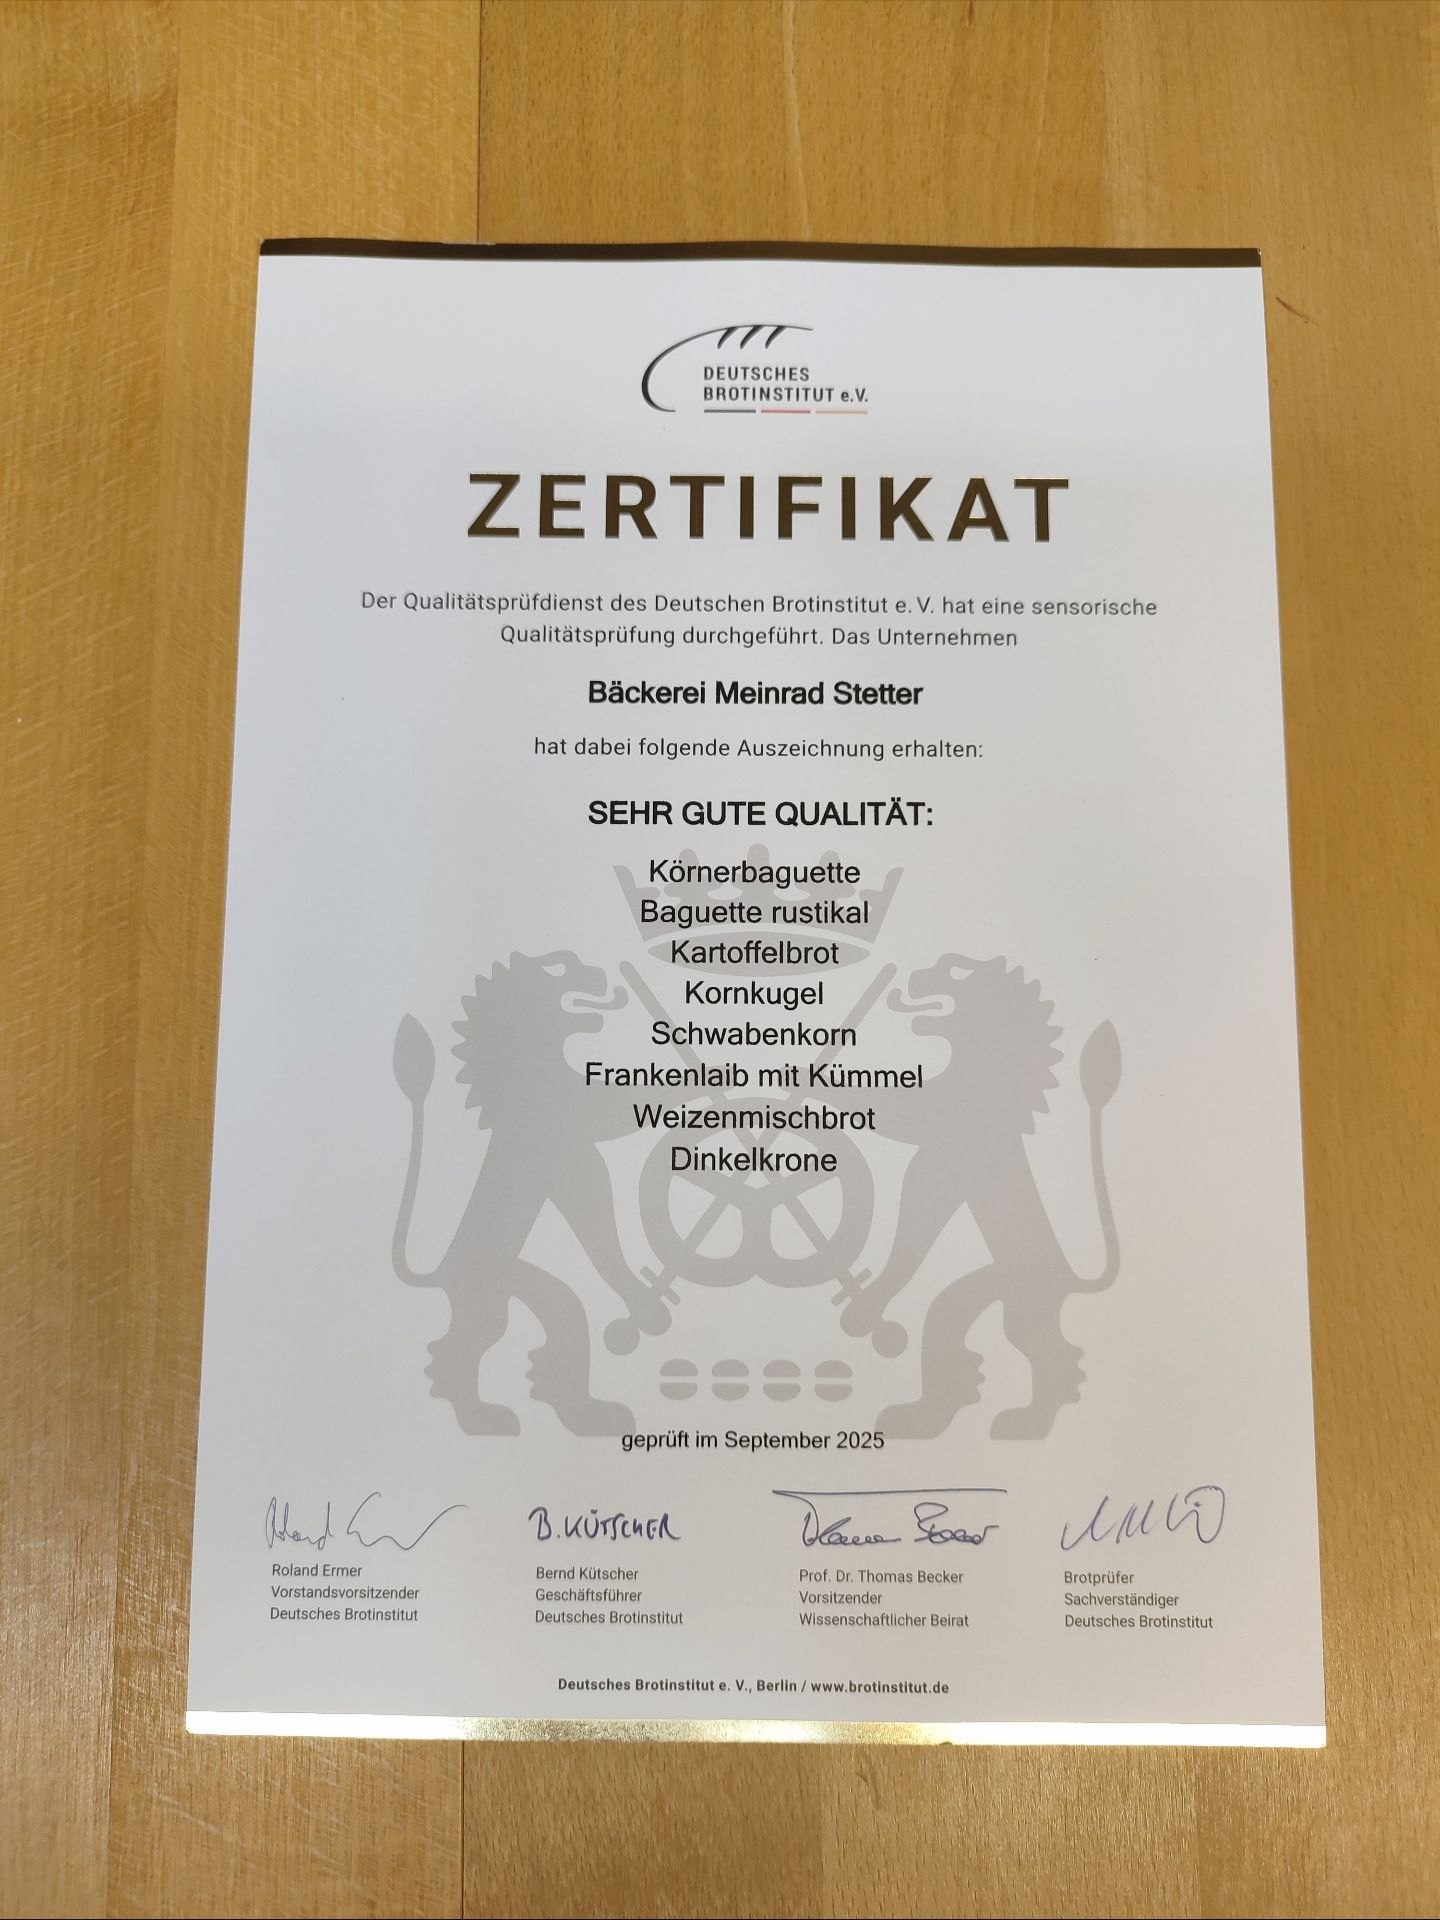 DEUTSCHES
BROTINSTITUT e.V.
ZERTIFIKAT
Der Qualitätsprüfdienst des Deutschen Brotinstitut e. V. hat eine sensorische
Qualitätsprüfung durchgeführt. Das Unternehmen
Bäckerei Meinrad Stetter
hat dabei folgende Auszeichnung erhalten:
SEHR GUTE QUALITÄT:
Körnerbaguette
Baguette rustikal
Kartoffelbrot
Kornkugel
Schwabenkorn
Frankenlaib mit Kümmel
Weizenmischbrot
Dinkelkrone
geprüft im September 2025
B. KÜTSCHER
Roland Ermer
Vorstandsvorsitzender
Deutsches Brotinstitut
Bernd Kütscher
Geschäftsführer
Deutsches Brotinstitut
Prof. Dr. Thomas Becker
Vorsitzender
Wissenschaftlicher Beirat
Brotprüfer
Sachverständiger
Deutsches Brotinstitut
Deutsches Brotinstitut e. V., Berlin / www.brotinstitut.de